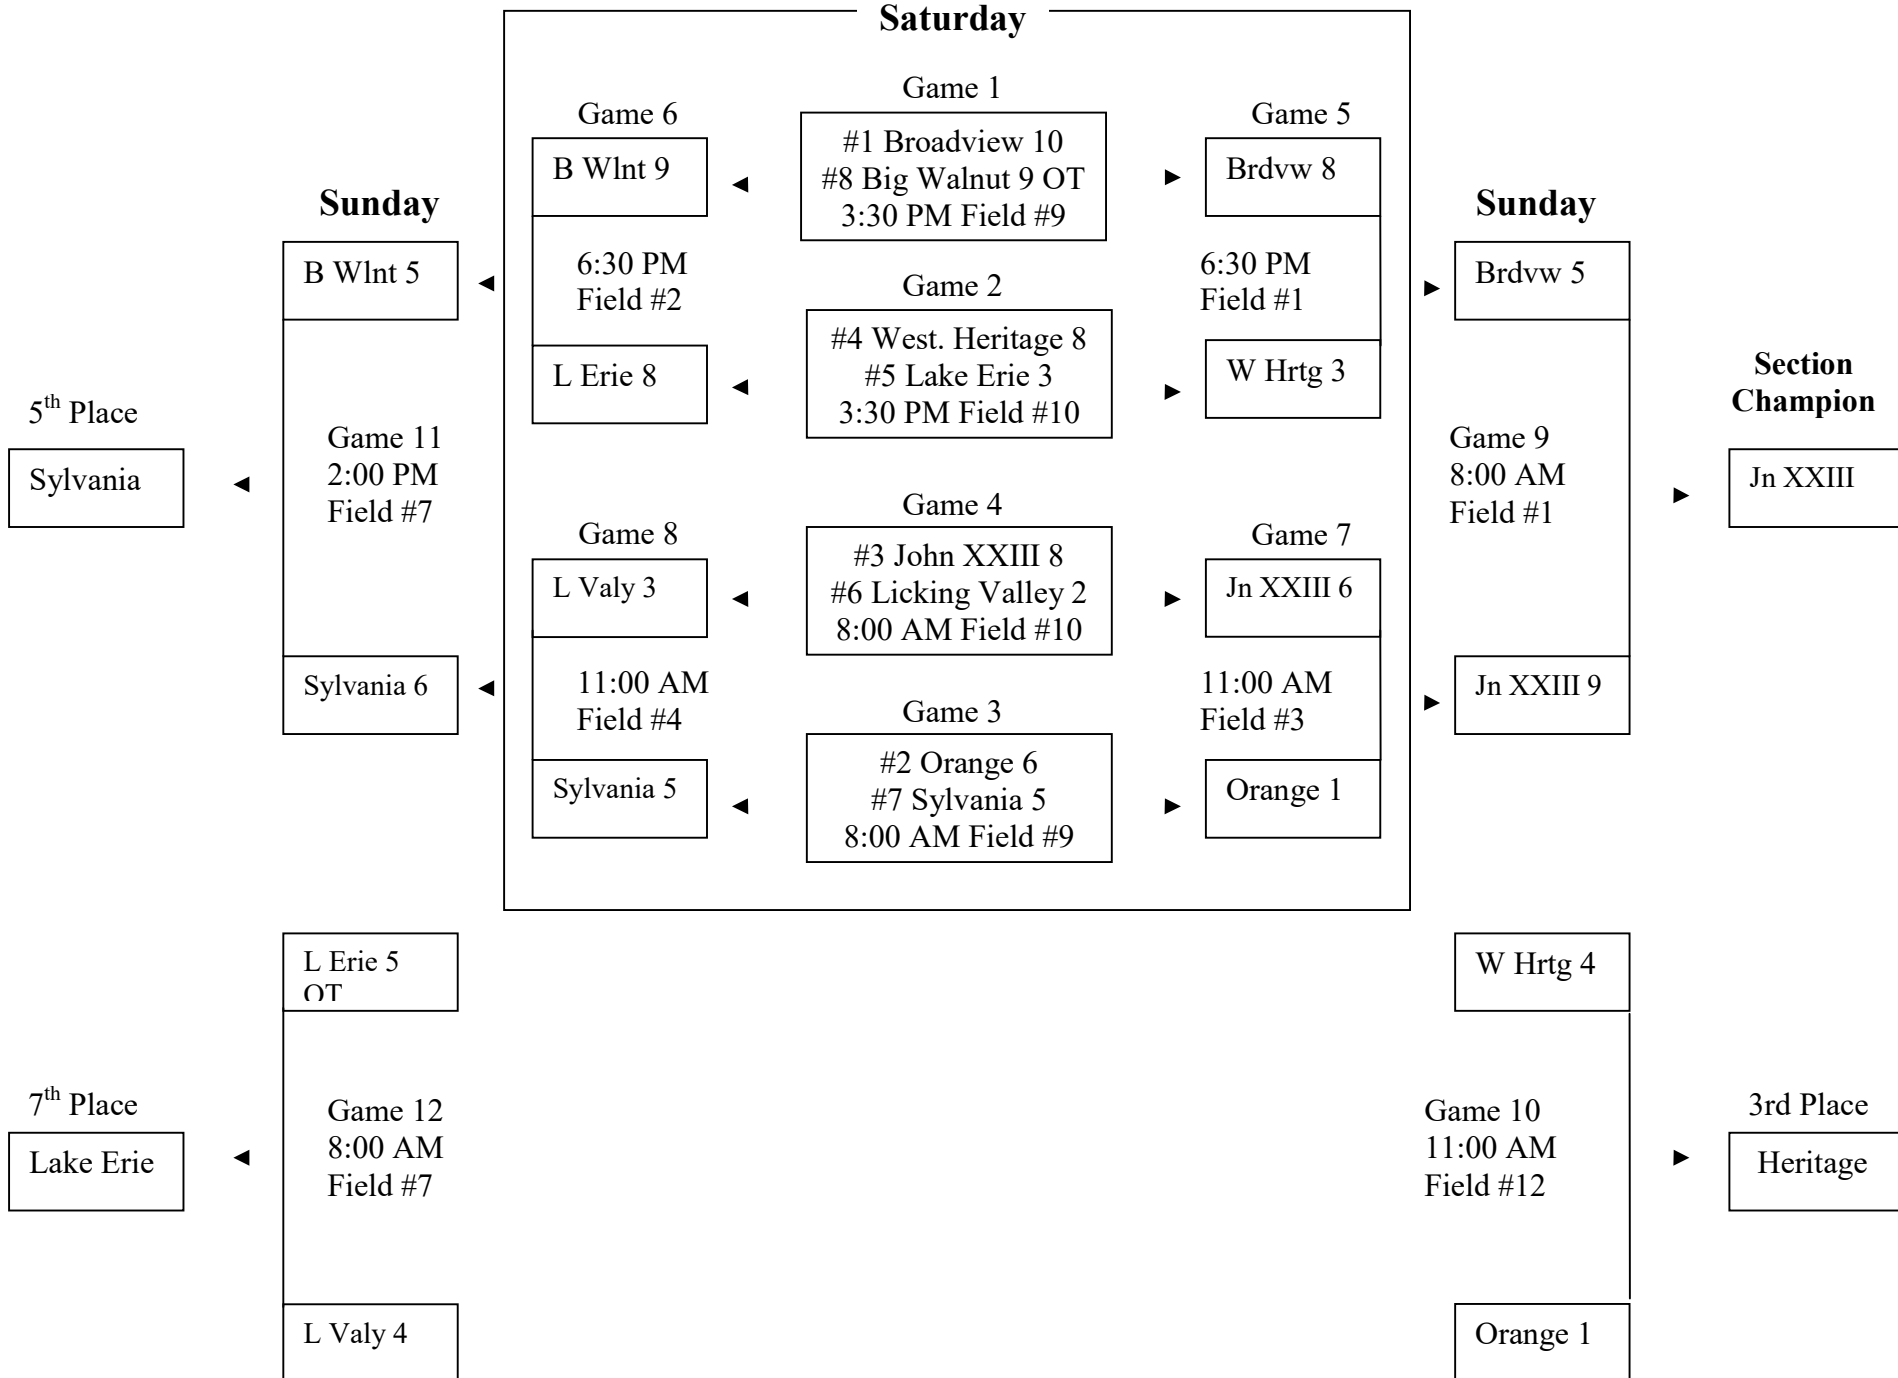 Saturday
Game 1
Game 6
Game 5
#1 Broadview 10
#8 Big Walnut 9 OT
3:30 PM Field #9
B Wlnt 9
Brdvw 8
Sunday
Sunday
B Wlnt 5
6:30 PM
Field #2
6:30 PM
Field #1
Brdvw 5
Game 2
#4 West. Heritage 8
#5 Lake Erie 3
3:30 PM Field #10
L Erie 8
W Hrtg 3
5th Place
Sylvania
Game 11
2:00 PM
Field #7
Game 9
8:00 AM
Field #1
Section
Champion
Jn XXIII
Game 4
Game 8
Game 7
#3 John XXIII 8
#6 Licking Valley 2
8:00 AM Field #10
L Valy 3
Jn XXIII 6
Sylvania 6
11:00 AM
Field #4
11:00 AM
Field #3
Jn XXIII 9
Game 3
#2 Orange 6
#7 Sylvania 5
8:00 AM Field #9
Sylvania 5
Orange 1
L Erie 5
OT
W Hrtg 4
7th Place
Lake Erie
Game 12
8:00 AM
Field #7
Game 10
11:00 AM
Field #12
3rd Place
Heritage
L Valy 4
Orange 1